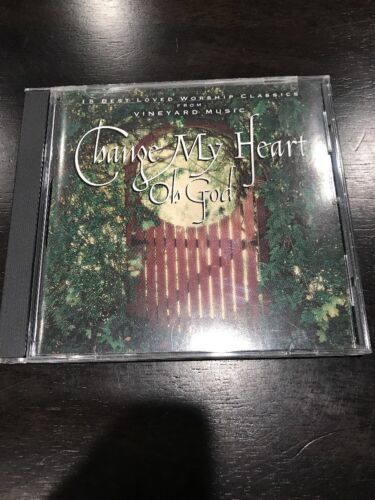 15 Best Loved Worship Classics
from
Vineyard Music
Change My Heart
Oh God